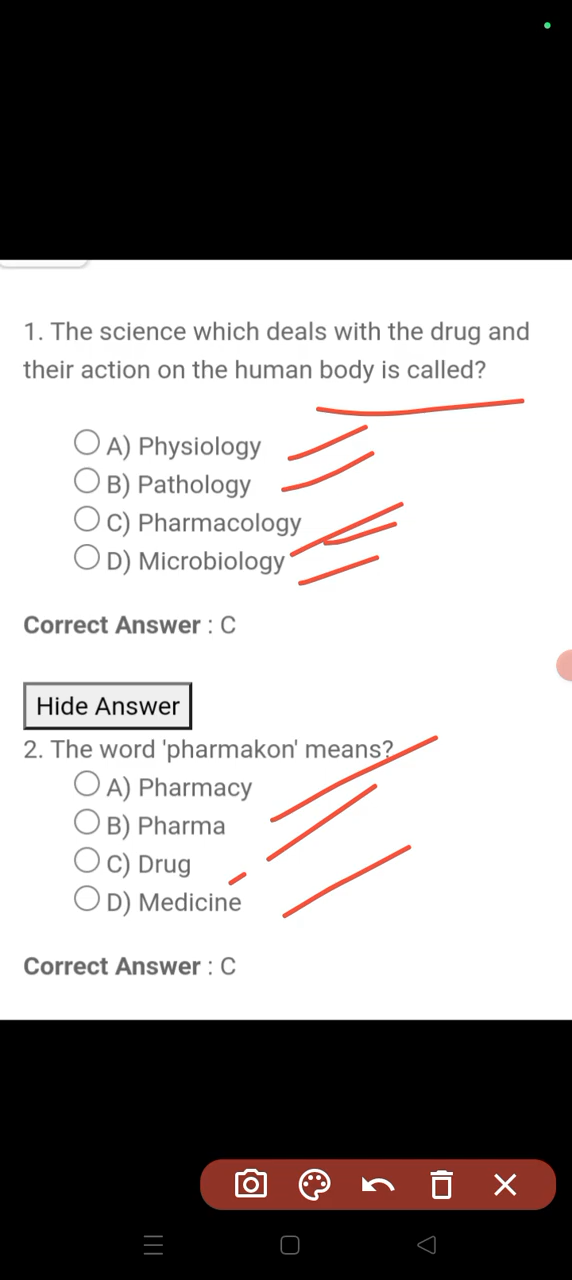 1. The science which deals with the drug and
their action on the human body is called?
A) Physiology
B) Pathology
C) Pharmacology
D) Microbiology
Correct Answer : C
Hide Answer
2. The word 'pharmakon' means?
A) Pharmacy
B) Pharma
C) Drug
D) Medicine
Correct Answer : C